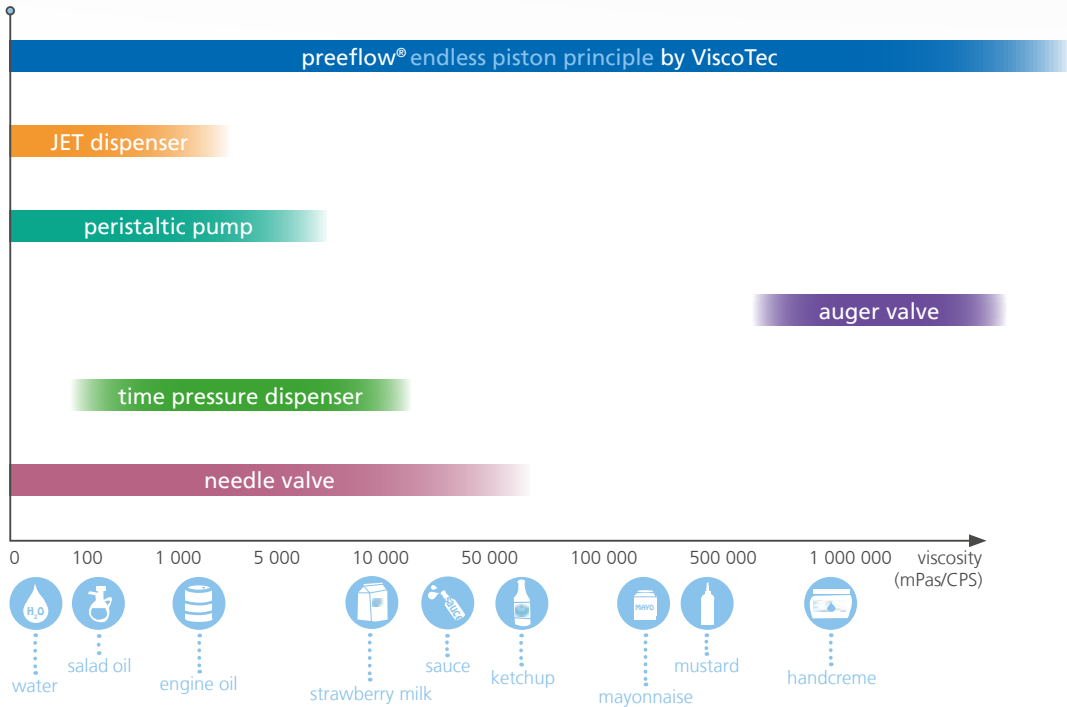 preeflow® endless piston principle by ViscoTec
JET dispenser
peristaltic pump
auger valve
time pressure dispenser
needle valve
0 100 1 000 5 000 10 000 50 000 100 000 500 000 1 000 000 viscosity
(mPas/CPS)
H₂O
SUCE
MAYO
water
salad oil
engine oil
strawberry milk
sauce
ketchup
mayonnaise
mustard
handcreme